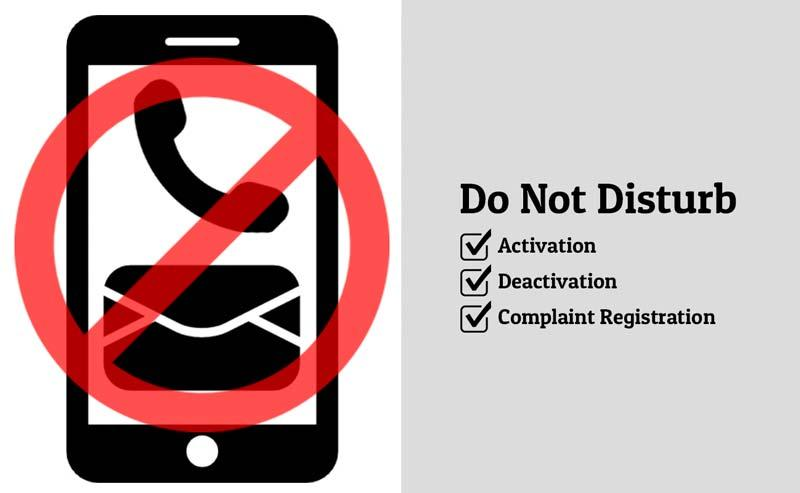 Do Not Disturb
Activation
Deactivation
Complaint Registration